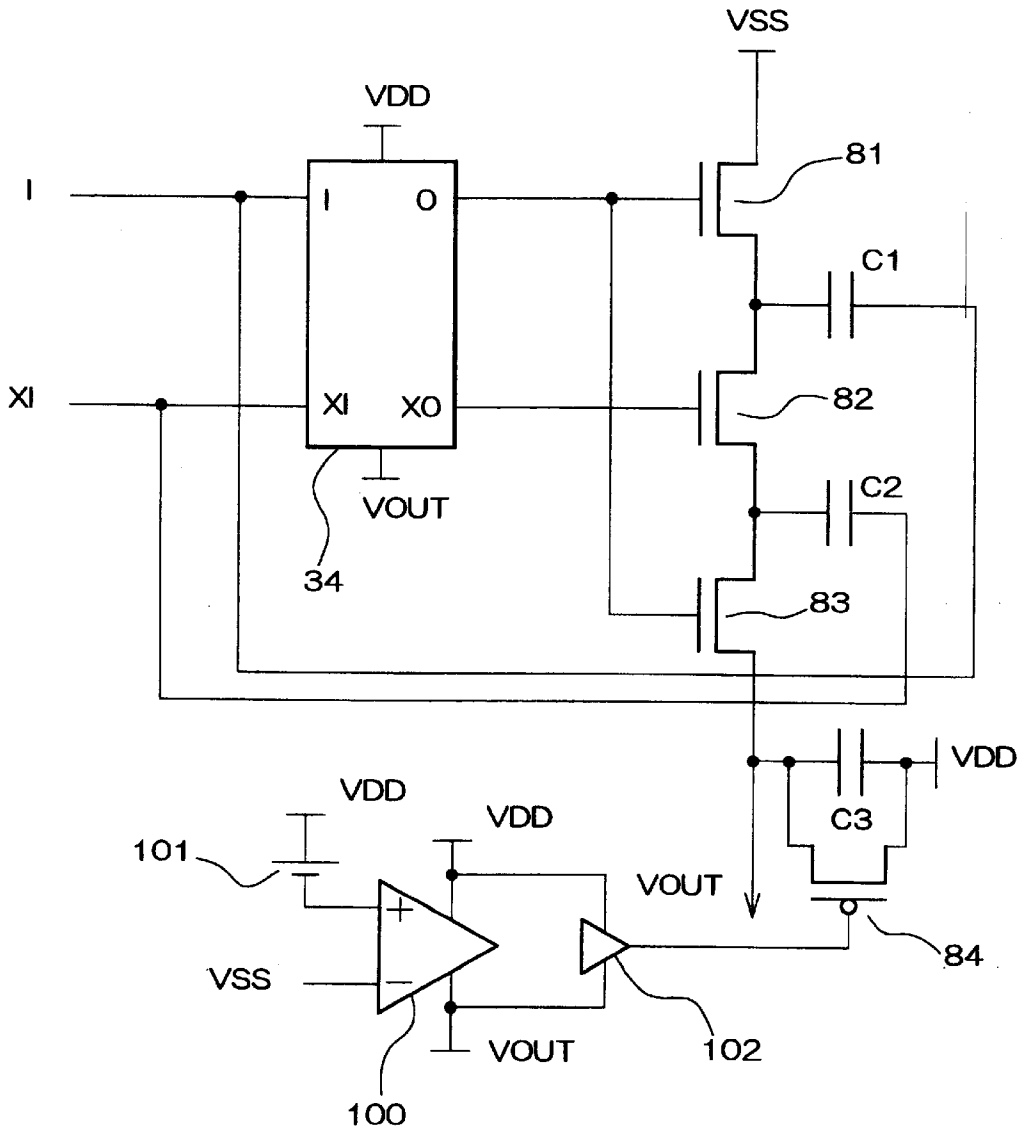 VSS
VDD
81
I
I O
C1
XI
XI XO
82
VOUT
C2
34
83
VDD
VDD
VDD
C3
101
VOUT
+
84
VSS
−
VOUT
102
100